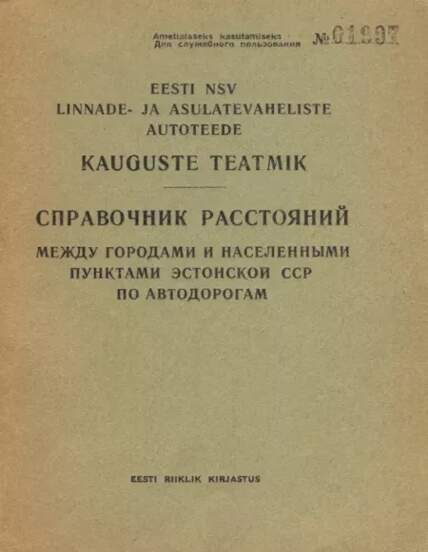 Ametialaseks kasutamiseks
Для служебного пользования
№ 01937
EESTI NSV
LINNADE- JA ASULATEVAHELISTE
AUTOTEEDE
KAUGUSTE TEATMIK
СПРАВОЧНИК РАССТОЯНИЙ
МЕЖДУ ГОРОДАМИ И НАСЕЛЕННЫМИ
ПУНКТАМИ ЭСТОНСКОЙ ССР
ПО АВТОДОРОГАМ
EESTI RIIKLIK KIRJASTUS